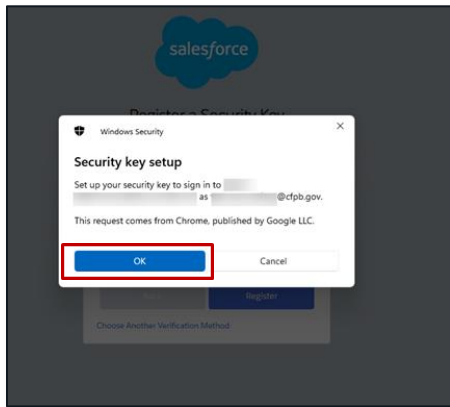 salesforce
Register a Security Key
Windows Security
Security key setup
Set up your security key to sign in to
as @cfpb.gov.
This request comes from Chrome, published by Google LLC.
OK Cancel
Register
Choose Another Verification Method